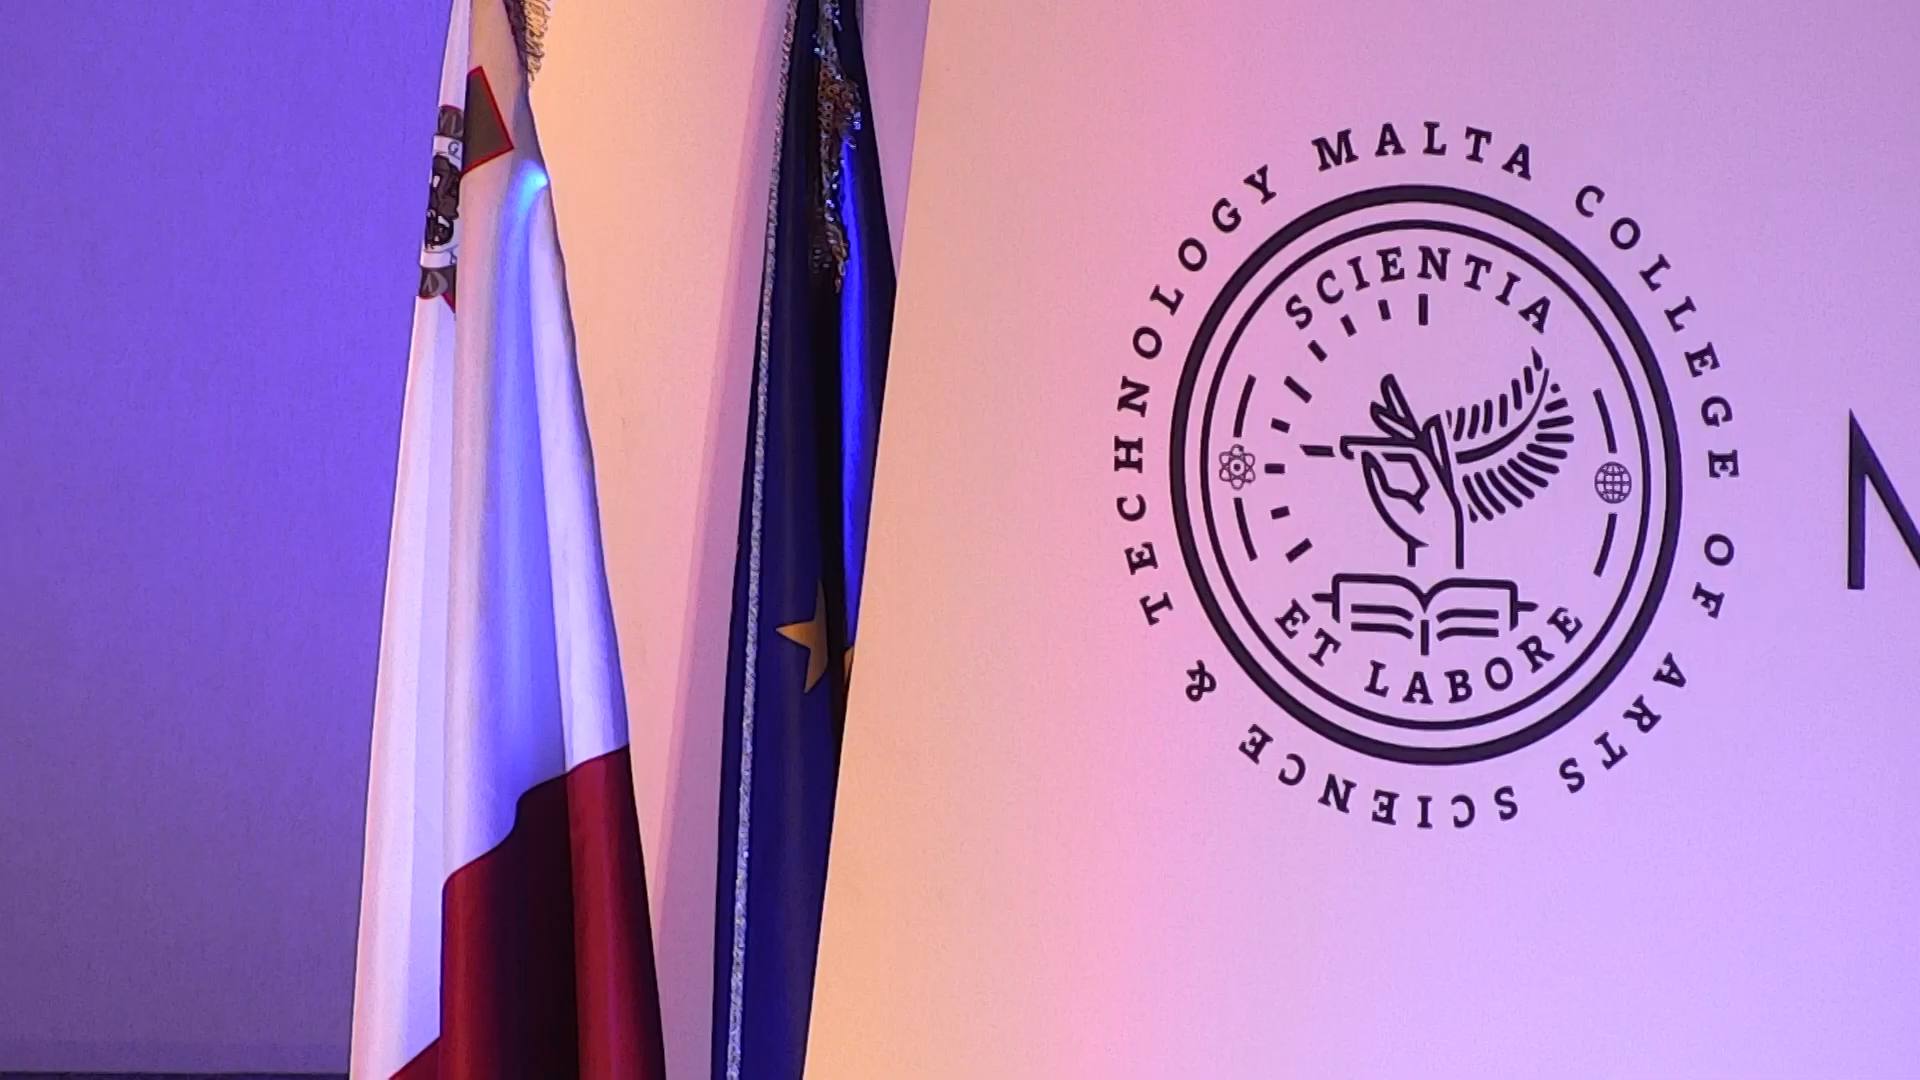 MALTA COLLEGE OF ARTS SCIENCE & TECHNOLOGY
SCIENTIA
ET LABORE